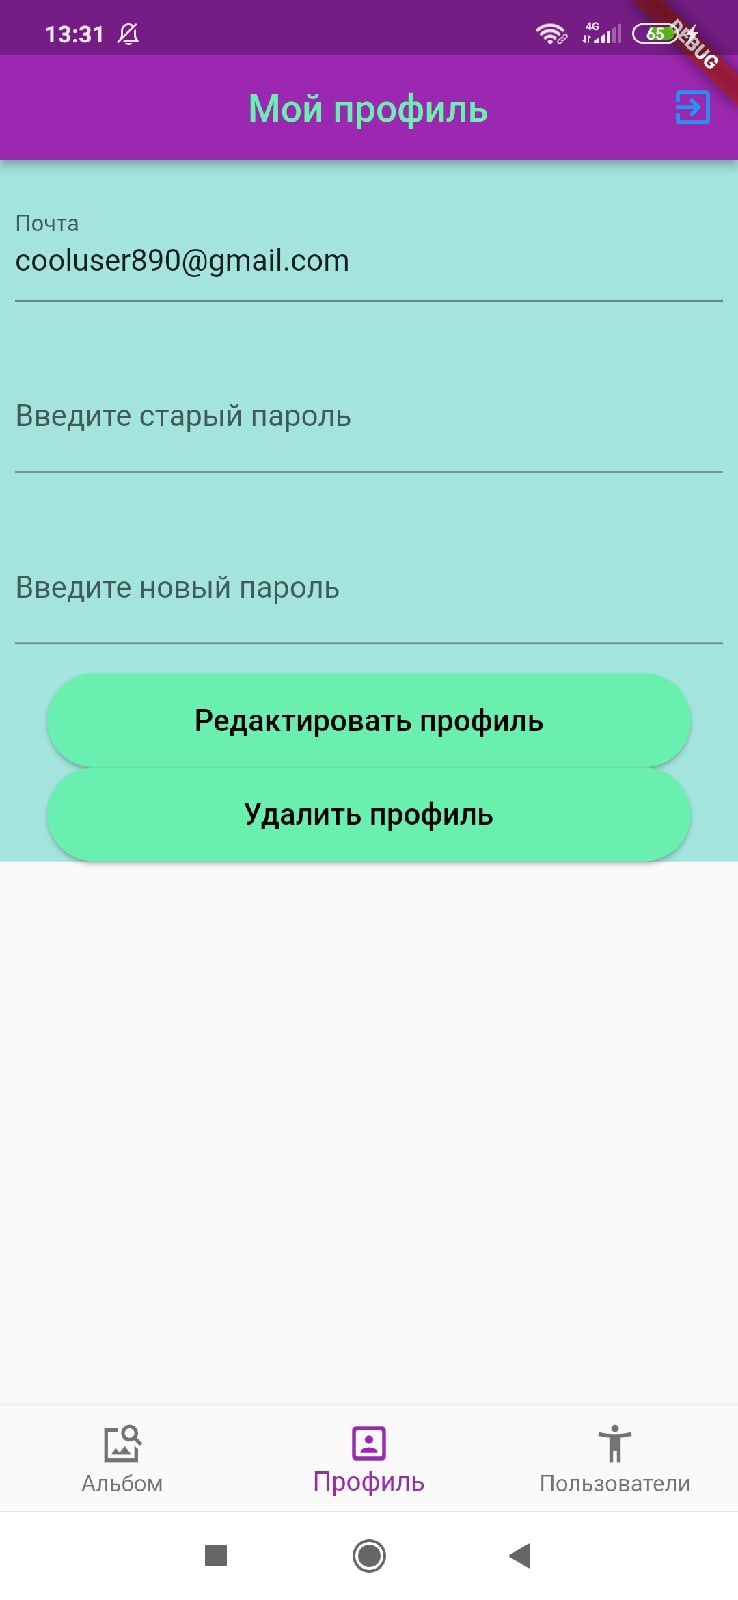 13:31
4G
65
DEBUG
Мой профиль
Почта
cooluser890@gmail.com
Введите старый пароль
Введите новый пароль
Редактировать профиль
Удалить профиль
Альбом
Профиль
Пользователи